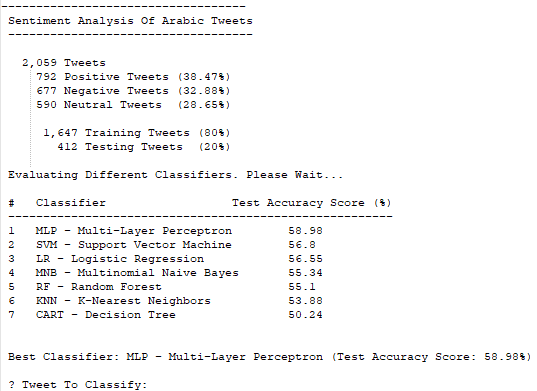 -----------------------------------
Sentiment Analysis Of Arabic Tweets
-----------------------------------
2,059 Tweets
792 Positive Tweets (38.47%)
677 Negative Tweets (32.88%)
590 Neutral Tweets (28.65%)
1,647 Training Tweets (80%)
412 Testing Tweets (20%)
Evaluating Different Classifiers. Please Wait...
# Classifier Test Accuracy Score (%)
-------------------------------------------------------
1 MLP - Multi-Layer Perceptron 58.98
2 SVM - Support Vector Machine 56.8
3 LR - Logistic Regression 56.55
4 MNB - Multinomial Naive Bayes 55.34
5 RF - Random Forest 55.1
6 KNN - K-Nearest Neighbors 53.88
7 CART - Decision Tree 50.24
Best Classifier: MLP - Multi-Layer Perceptron (Test Accuracy Score: 58.98%)
? Tweet To Classify: